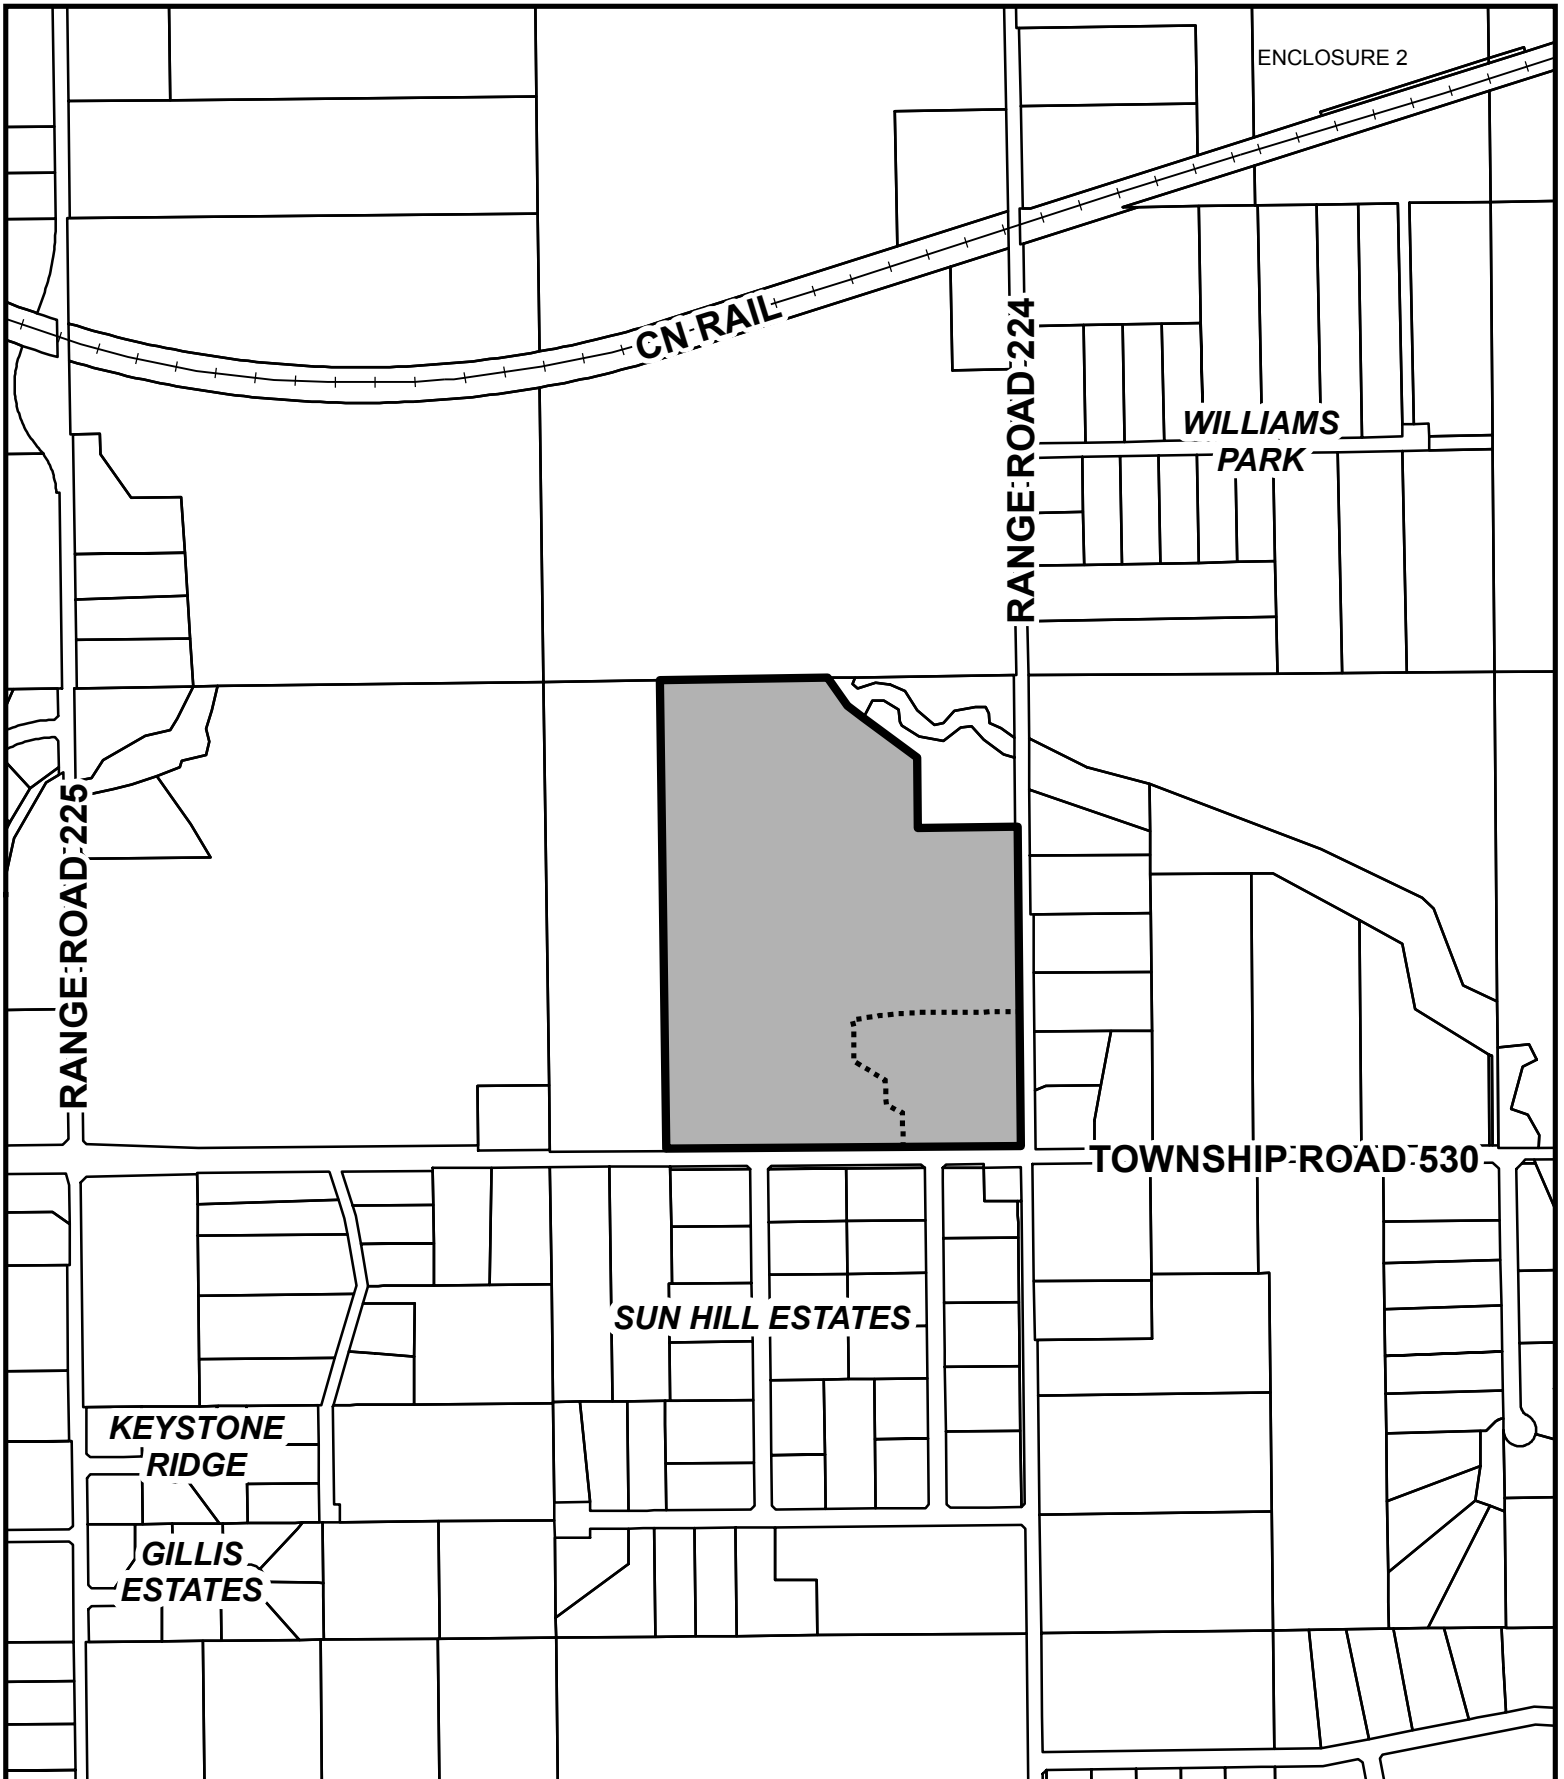 ENCLOSURE 2
CN RAIL
RANGE ROAD 224
WILLIAMS
PARK
RANGE ROAD 225
TOWNSHIP ROAD 530
SUN HILL ESTATES
KEYSTONE
RIDGE
GILLIS
ESTATES